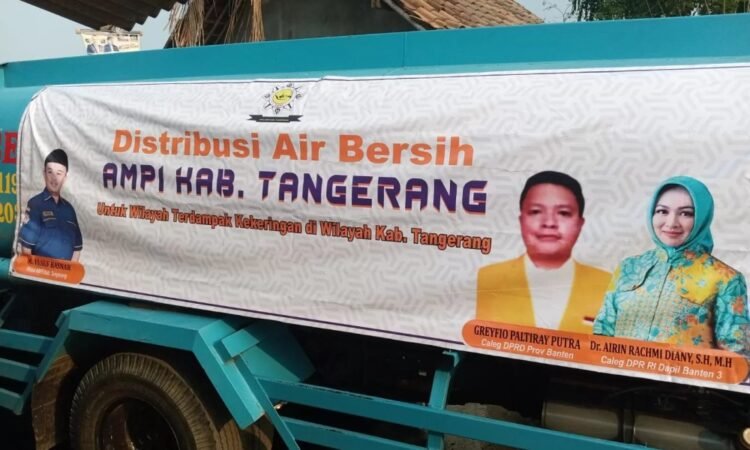 Distribusi Air Bersih
AMPI KAB. TANGERANG
Untuk Wilayah Terdampak Kekeringan di Wilayah Kab. Tangerang
GREYFIO PALTIRAY PUTRA
Caleg DPRD Prov Banten
Dr. AIRIN RACHMI DIANY, S.H, M.H
Caleg DPR RI Dapil Banten 3